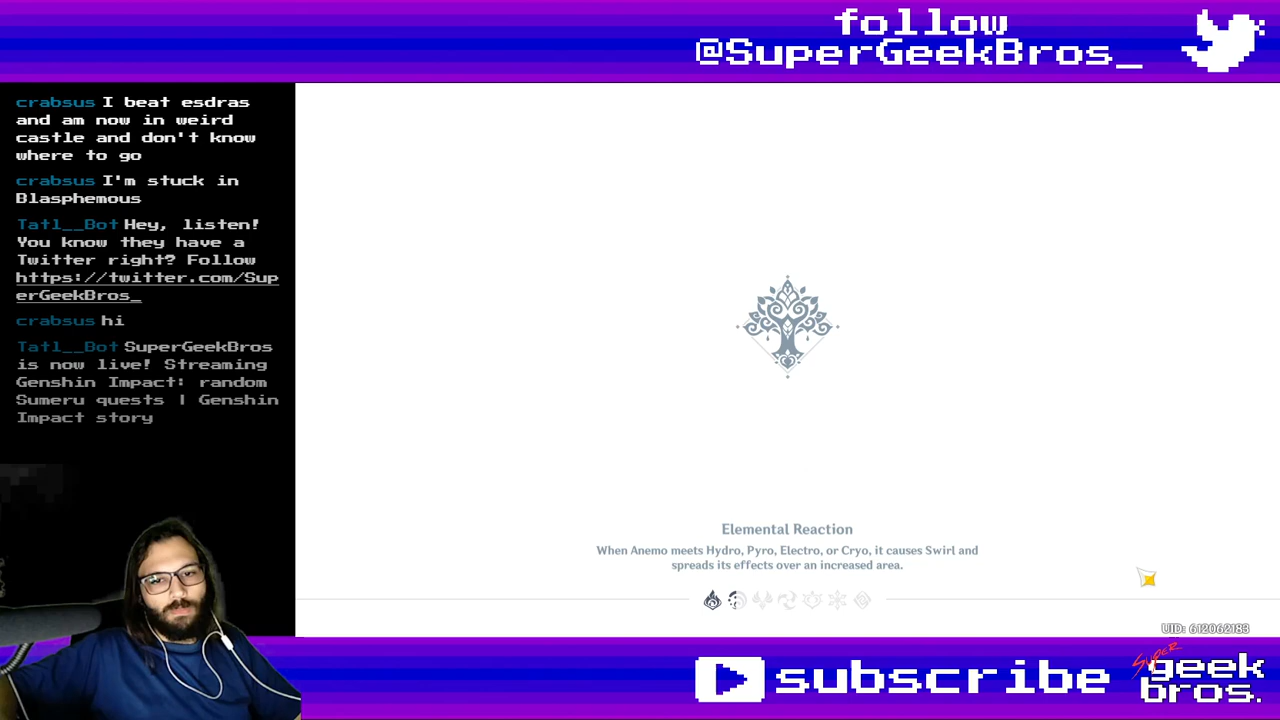 follow
@SuperGeekBros_
crabsus I beat esdras
and am now in weird
castle and don't know
where to go
crabsus I'm stuck in
Blasphemous
Tatl__Bot Hey, listen!
You know they have a
Twitter right? Follow
https://twitter.com/Sup
erGeekBros_
crabsus hi
Tatl__Bot SuperGeekBros
is now live! Streaming
Genshin Impact: random
Sumeru quests | Genshin
Impact story
Elemental Reaction
When Anemo meets Hydro, Pyro, Electro, or Cryo, it causes Swirl and
spreads its effects over an increased area.
UID: 612062183
subscribe
SUPER
geek
bros.